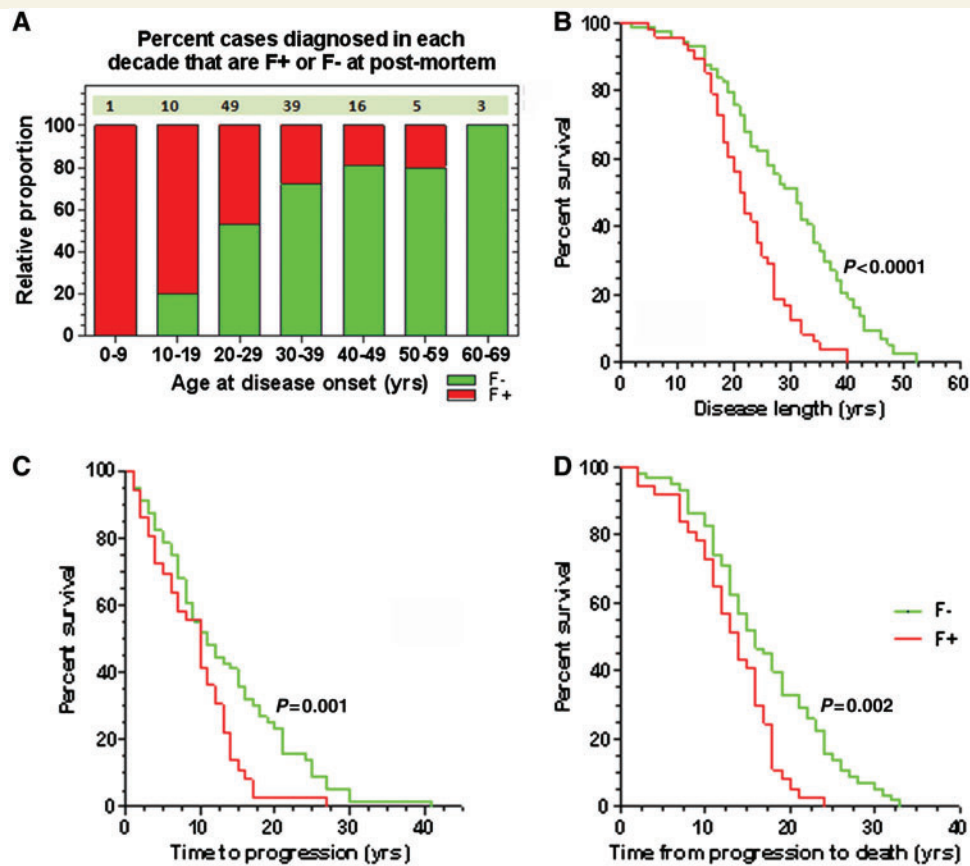 A
Percent cases diagnosed in each
decade that are F+ or F- at post-mortem
1 10 49 39 16 5 3
Relative proportion
100
80
60
40
20
0
0-9 10-19 20-29 30-39 40-49 50-59 60-69
Age at disease onset (yrs)
F-
F+
B
Percent survival
100
80
60
40
20
0
P<0.0001
0 10 20 30 40 50 60
Disease length (yrs)
C
Percent survival
100
80
60
40
20
0
P=0.001
0 10 20 30 40
Time to progression (yrs)
D
Percent survival
100
80
60
40
20
0
F-
F+
P=0.002
0 10 20 30 40
Time from progression to death (yrs)